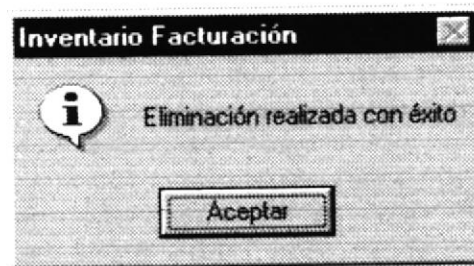 Inventario Facturación
Eliminación realizada con éxito
Aceptar